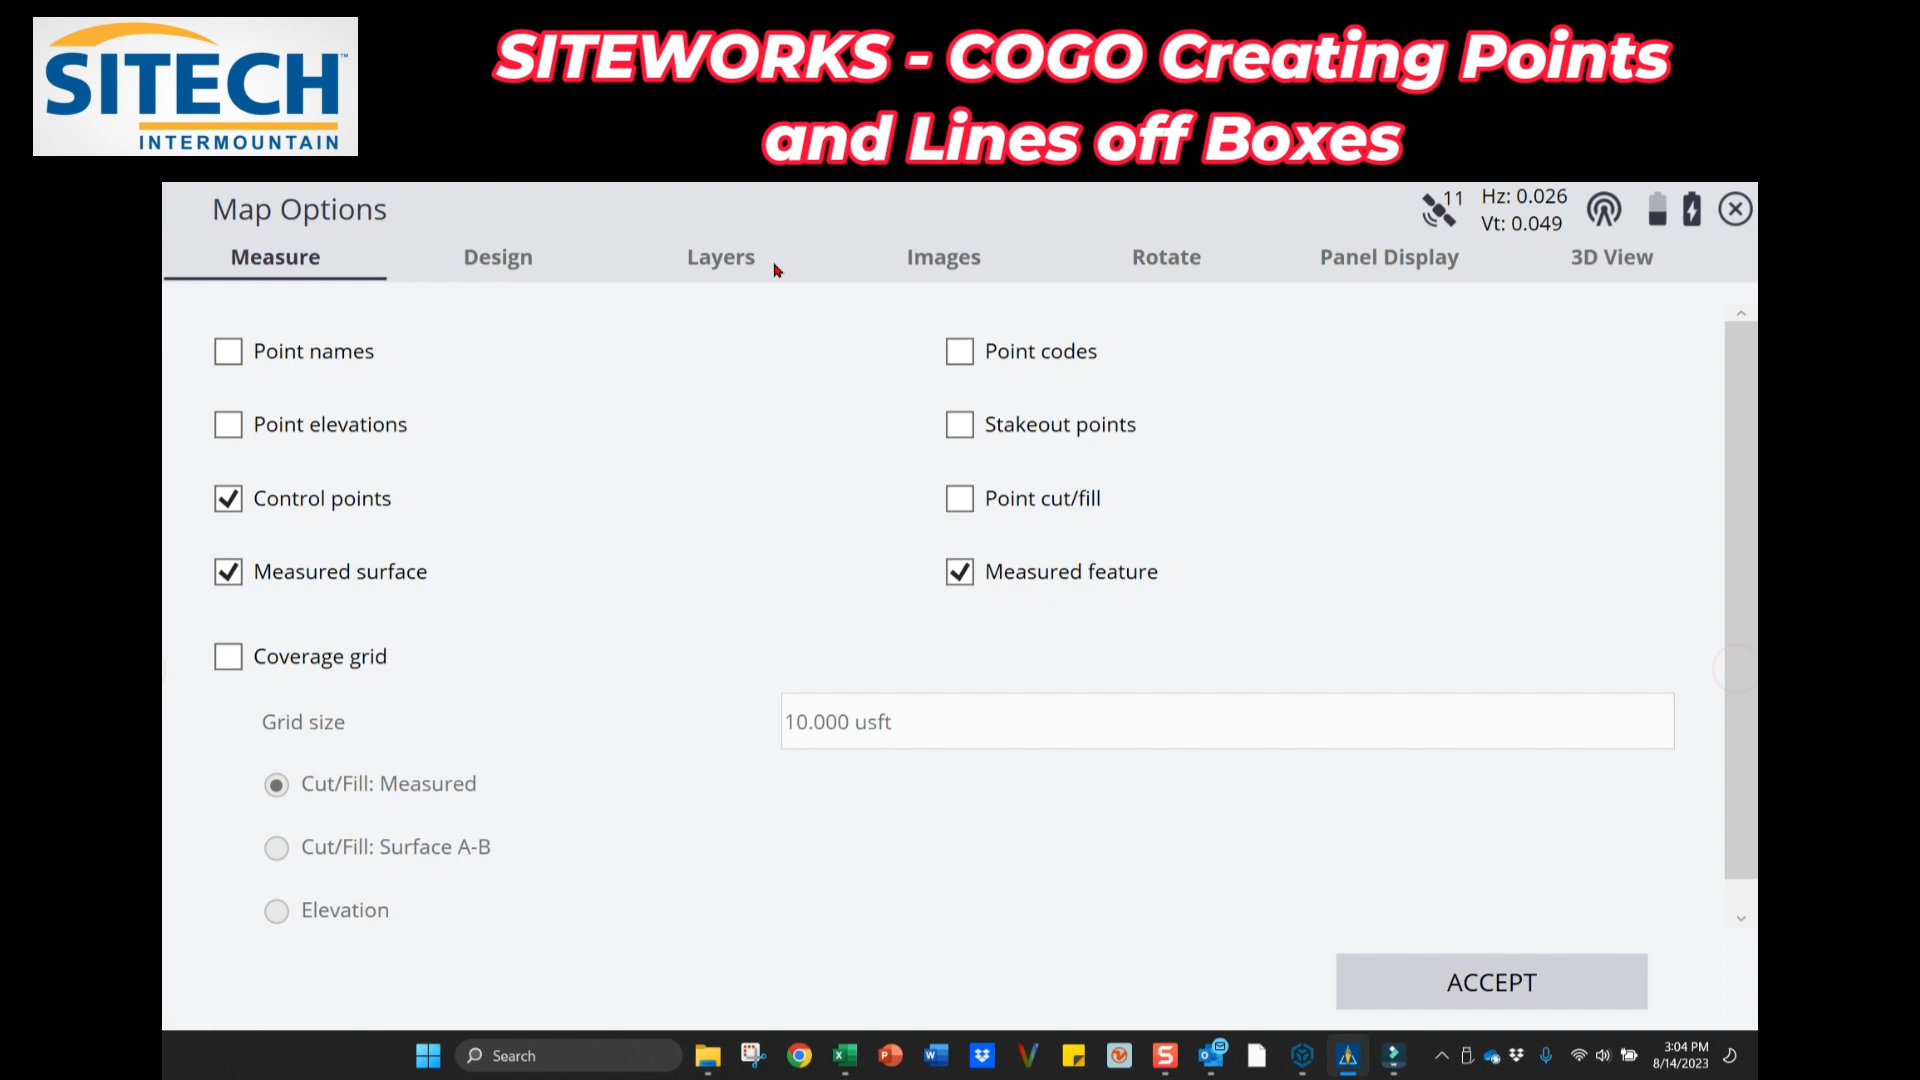 SITECH™
INTERMOUNTAIN
SITEWORKS - COGO Creating Points
and Lines off Boxes
Map Options
11
Hz: 0.026
Vt: 0.049
Measure
Design
Layers
Images
Rotate
Panel Display
3D View
Point names
Point codes
Point elevations
Stakeout points
Control points
Point cut/fill
Measured surface
Measured feature
Coverage grid
Grid size
10.000 usft
Cut/Fill: Measured
Cut/Fill: Surface A-B
Elevation
ACCEPT
Search
3:04 PM
8/14/2023